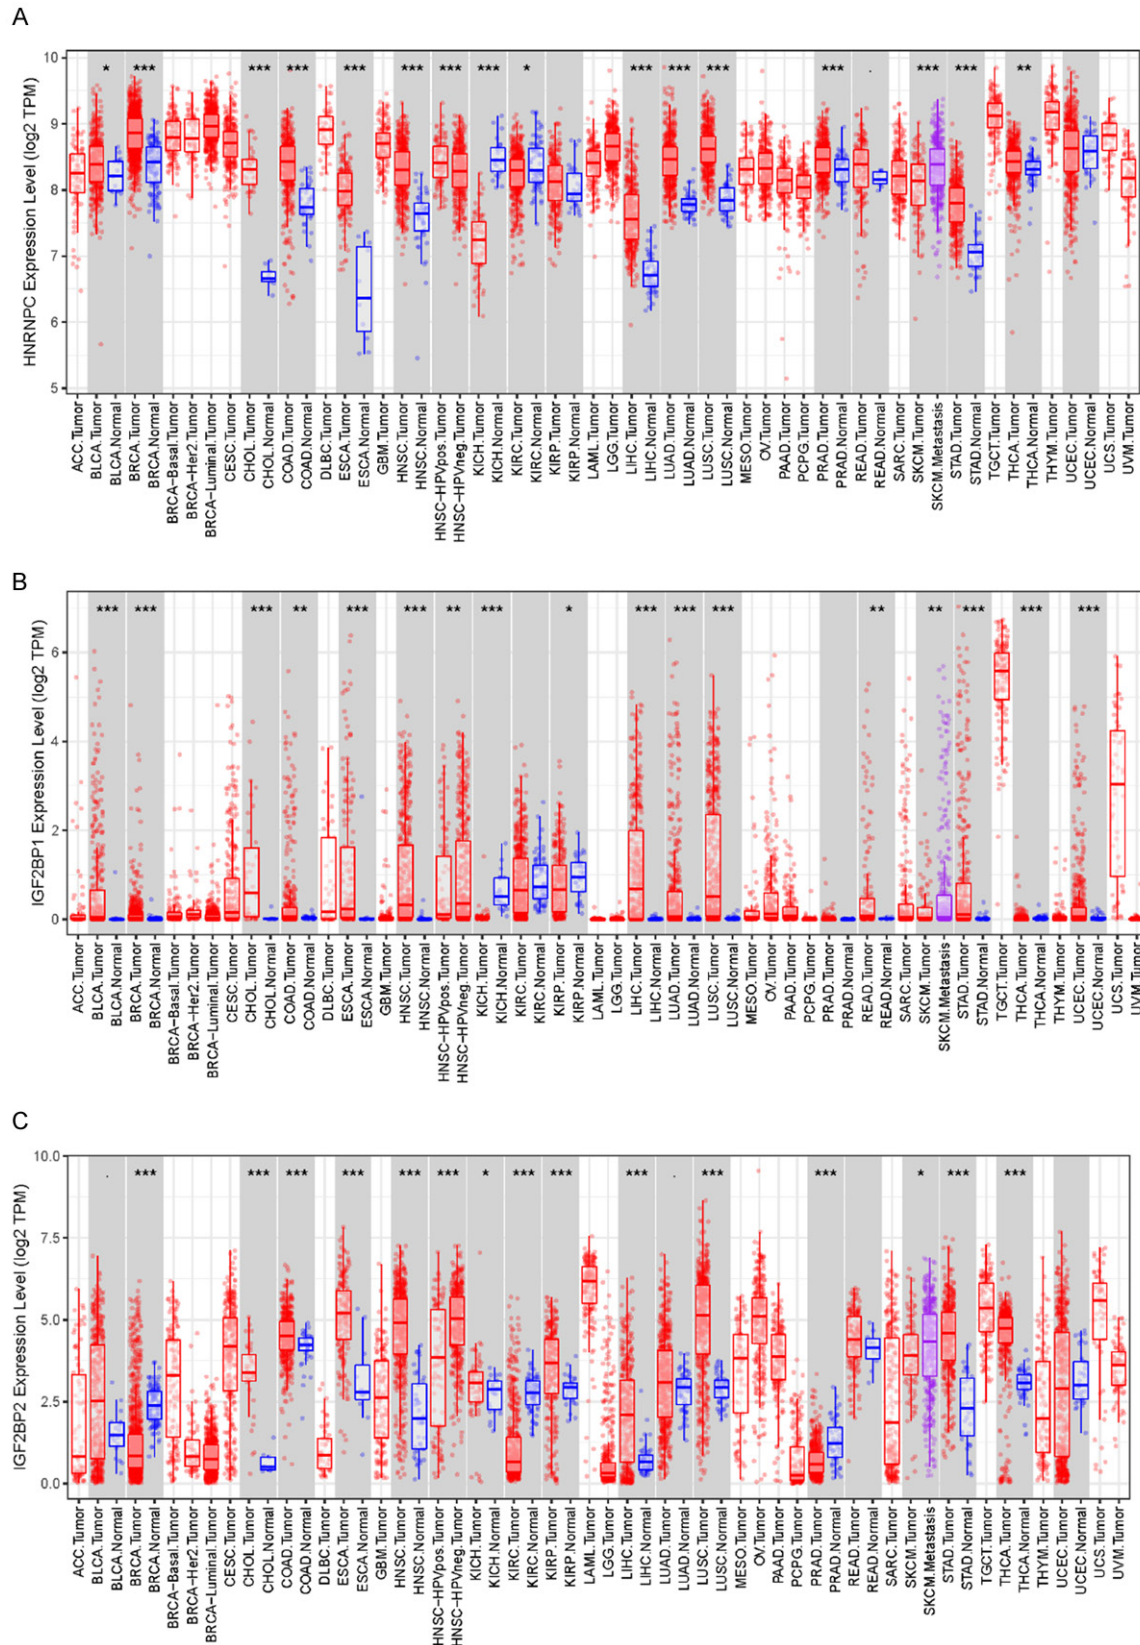 A
HNRNPC Expression Level (log2 TPM)
10
9
8
7
6
5
* *** *** *** *** *** *** *** * *** *** *** *** . *** *** **
ACC.Tumor
BLCA.Tumor
BLCA.Normal
BRCA.Tumor
BRCA.Normal
BRCA-Basal.Tumor
BRCA-Her2.Tumor
BRCA-Luminal.Tumor
CESC.Tumor
CHOL.Tumor
CHOL.Normal
COAD.Tumor
COAD.Normal
DLBC.Tumor
ESCA.Tumor
ESCA.Normal
GBM.Tumor
HNSC.Tumor
HNSC.Normal
HNSC-HPVpos.Tumor
HNSC-HPVneg.Tumor
KICH.Tumor
KICH.Normal
KIRC.Tumor
KIRC.Normal
KIRP.Tumor
KIRP.Normal
LAML.Tumor
LGG.Tumor
LIHC.Tumor
LIHC.Normal
LUAD.Tumor
LUAD.Normal
LUSC.Tumor
LUSC.Normal
MESO.Tumor
OV.Tumor
PAAD.Tumor
PCPG.Tumor
PRAD.Tumor
PRAD.Normal
READ.Tumor
READ.Normal
SARC.Tumor
SKCM.Tumor
SKCM.Metastasis
STAD.Tumor
STAD.Normal
TGCT.Tumor
THCA.Tumor
THCA.Normal
THYM.Tumor
UCEC.Tumor
UCEC.Normal
UCS.Tumor
UVM.Tumor
B
IGF2BP1 Expression Level (log2 TPM)
6
4
2
0
*** *** *** ** *** *** ** *** * *** *** *** ** ** *** *** ***
ACC.Tumor
BLCA.Tumor
BLCA.Normal
BRCA.Tumor
BRCA.Normal
BRCA-Basal.Tumor
BRCA-Her2.Tumor
BRCA-Luminal.Tumor
CESC.Tumor
CHOL.Tumor
CHOL.Normal
COAD.Tumor
COAD.Normal
DLBC.Tumor
ESCA.Tumor
ESCA.Normal
GBM.Tumor
HNSC.Tumor
HNSC.Normal
HNSC-HPVpos.Tumor
HNSC-HPVneg.Tumor
KICH.Tumor
KICH.Normal
KIRC.Tumor
KIRC.Normal
KIRP.Tumor
KIRP.Normal
LAML.Tumor
LGG.Tumor
LIHC.Tumor
LIHC.Normal
LUAD.Tumor
LUAD.Normal
LUSC.Tumor
LUSC.Normal
MESO.Tumor
OV.Tumor
PAAD.Tumor
PCPG.Tumor
PRAD.Tumor
PRAD.Normal
READ.Tumor
READ.Normal
SARC.Tumor
SKCM.Tumor
SKCM.Metastasis
STAD.Tumor
STAD.Normal
TGCT.Tumor
THCA.Tumor
THCA.Normal
THYM.Tumor
UCEC.Tumor
UCEC.Normal
UCS.Tumor
UVM.Tumor
C
IGF2BP2 Expression Level (log2 TPM)
10.0
7.5
5.0
2.5
0.0
. *** *** *** *** *** *** * *** *** *** . *** *** * *** ***
ACC.Tumor
BLCA.Tumor
BLCA.Normal
BRCA.Tumor
BRCA.Normal
BRCA-Basal.Tumor
BRCA-Her2.Tumor
BRCA-Luminal.Tumor
CESC.Tumor
CHOL.Tumor
CHOL.Normal
COAD.Tumor
COAD.Normal
DLBC.Tumor
ESCA.Tumor
ESCA.Normal
GBM.Tumor
HNSC.Tumor
HNSC.Normal
HNSC-HPVpos.Tumor
HNSC-HPVneg.Tumor
KICH.Tumor
KICH.Normal
KIRC.Tumor
KIRC.Normal
KIRP.Tumor
KIRP.Normal
LAML.Tumor
LGG.Tumor
LIHC.Tumor
LIHC.Normal
LUAD.Tumor
LUAD.Normal
LUSC.Tumor
LUSC.Normal
MESO.Tumor
OV.Tumor
PAAD.Tumor
PCPG.Tumor
PRAD.Tumor
PRAD.Normal
READ.Tumor
READ.Normal
SARC.Tumor
SKCM.Tumor
SKCM.Metastasis
STAD.Tumor
STAD.Normal
TGCT.Tumor
THCA.Tumor
THCA.Normal
THYM.Tumor
UCEC.Tumor
UCEC.Normal
UCS.Tumor
UVM.Tumor